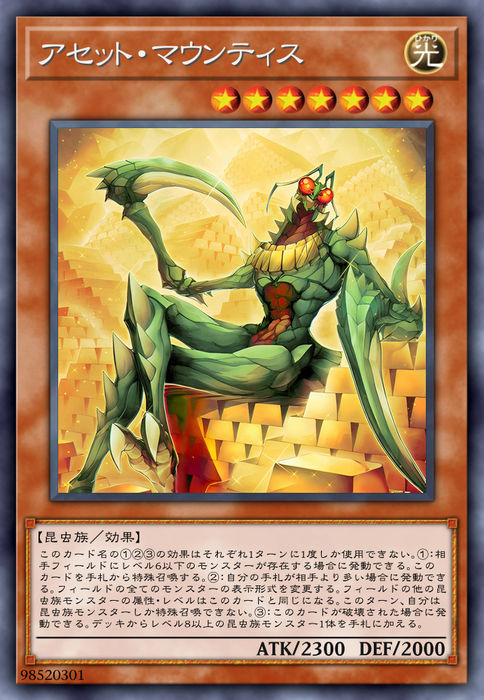 アセット・マウンティス
ひかり
光
【昆虫族／効果】
このカード名の①②③の効果はそれぞれ1ターンに1度しか使用できない。①：相
手フィールドにレベル6以下のモンスターが存在する場合に発動できる。この
カードを手札から特殊召喚する。②：自分の手札が相手より多い場合に発動でき
る。フィールドの全てのモンスターの表示形式を変更する。フィールドの他の昆
虫族モンスターの属性・レベルはこのカードと同じになる。このターン、自分は
昆虫族モンスターしか特殊召喚できない。③：このカードが破壊された場合に発
動できる。デッキからレベル8以上の昆虫族モンスター1体を手札に加える。
ATK/2300 DEF/2000
98520301